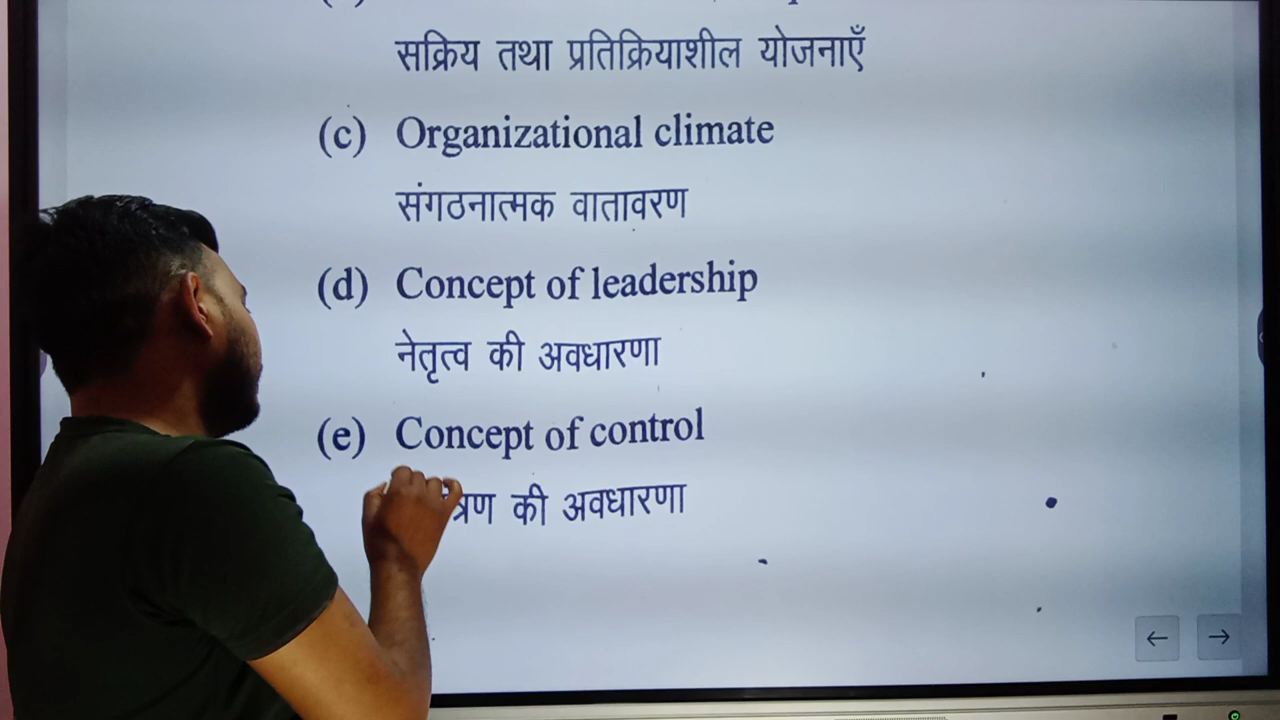 सक्रिय तथा प्रतिक्रियाशील योजनाएँ
(c) Organizational climate
संगठनात्मक वातावरण
(d) Concept of leadership
नेतृत्व की अवधारणा
(e) Concept of control
की अवधारणा